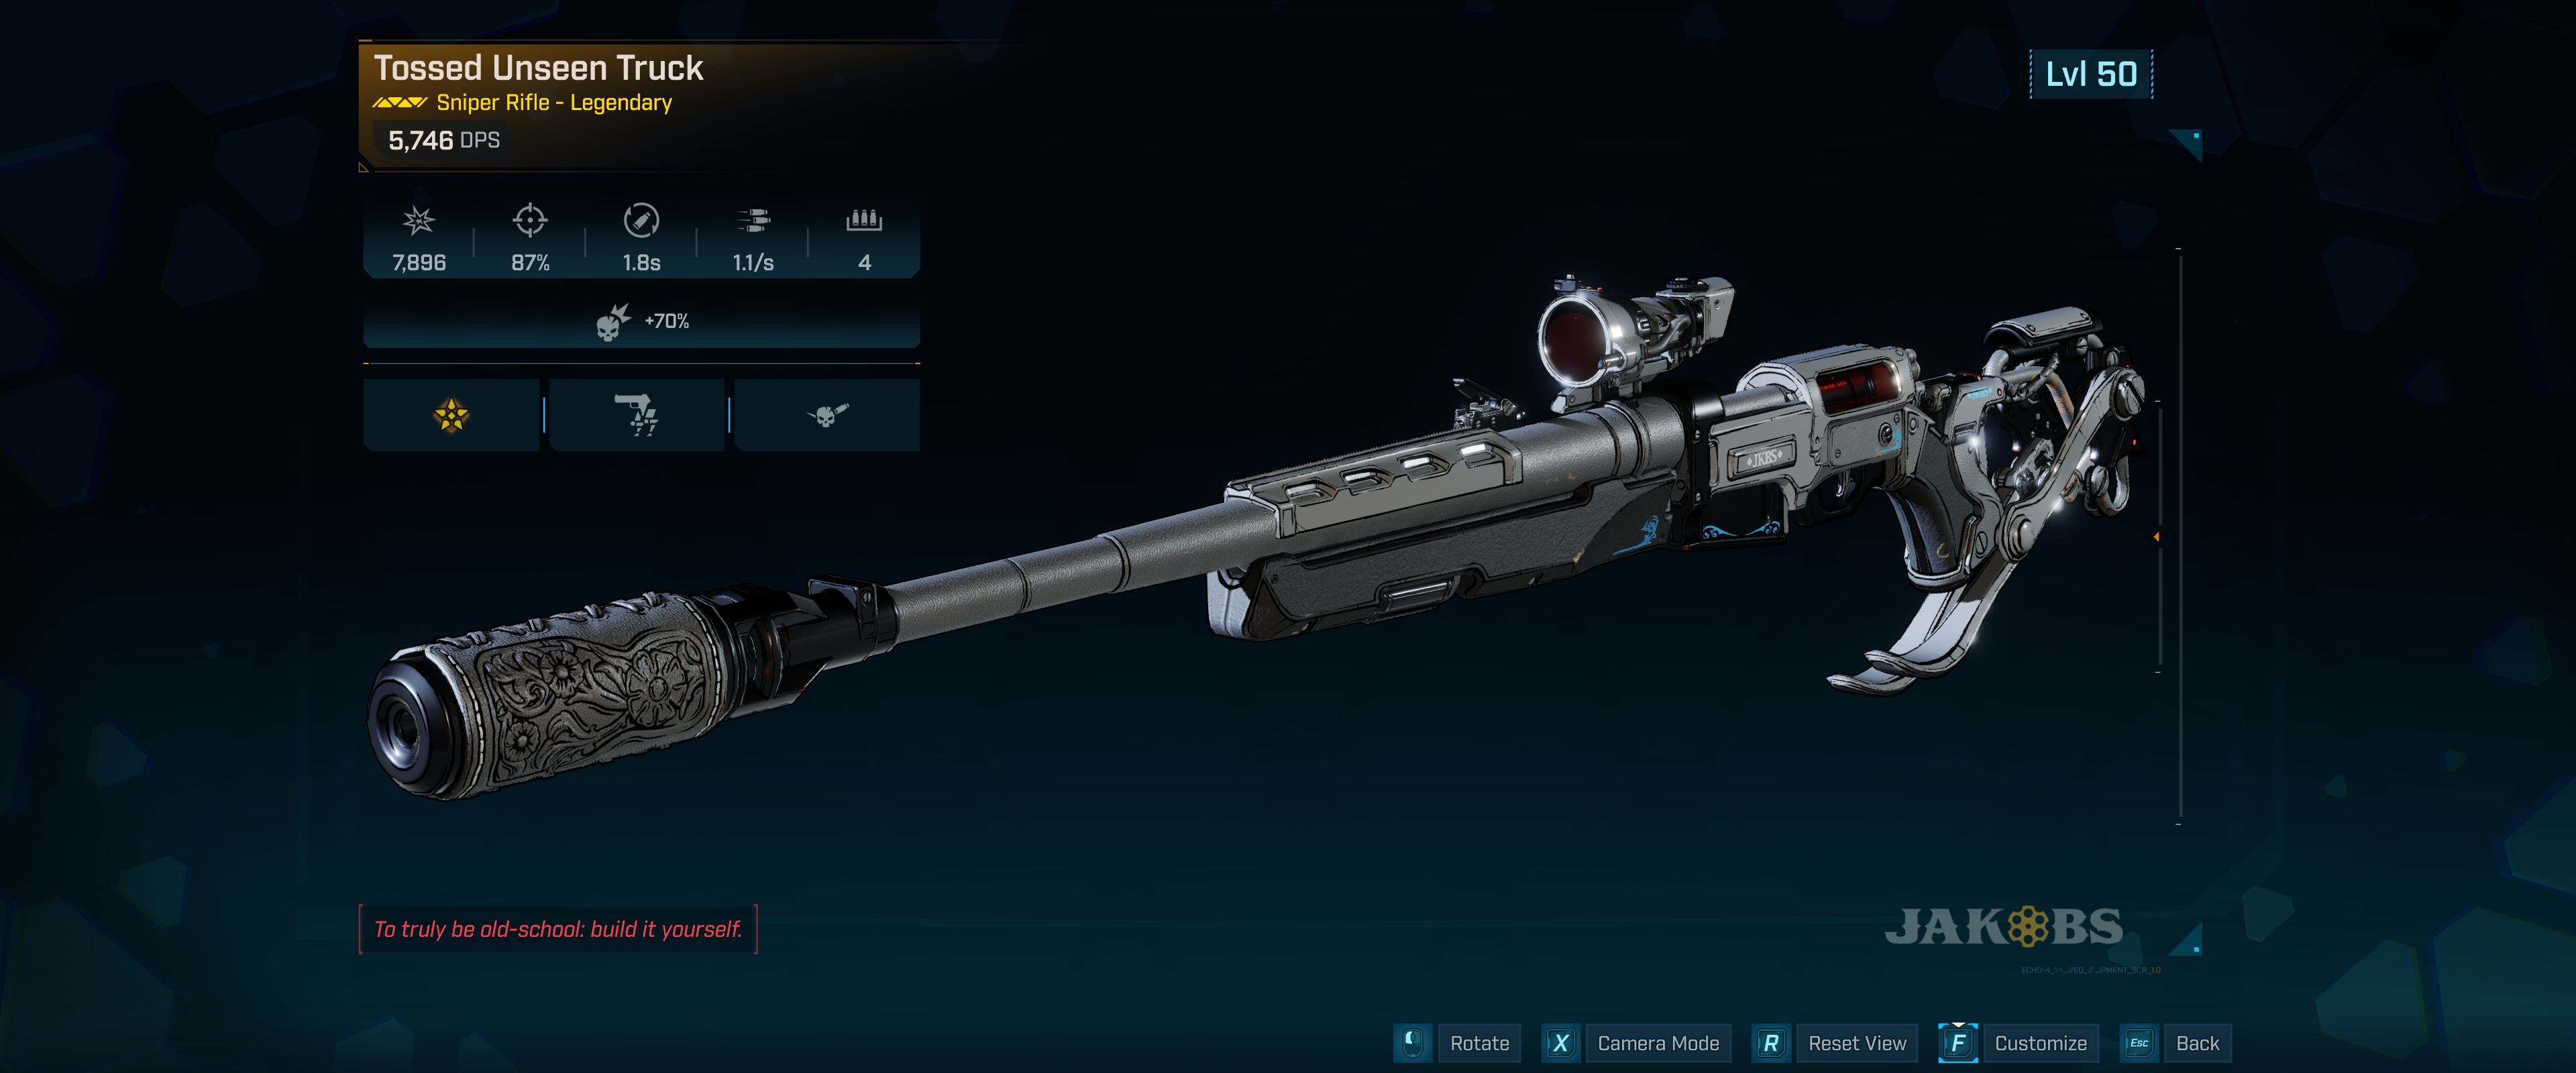 Tossed Unseen Truck
Lvl 50
Sniper Rifle - Legendary
5,746 DPS
7,896 87% 1.8s 1.1/s 4
+70%
JKBS
To truly be old-school: build it yourself.
JAKOBS
Rotate X Camera Mode R Reset View F Customize Esc Back